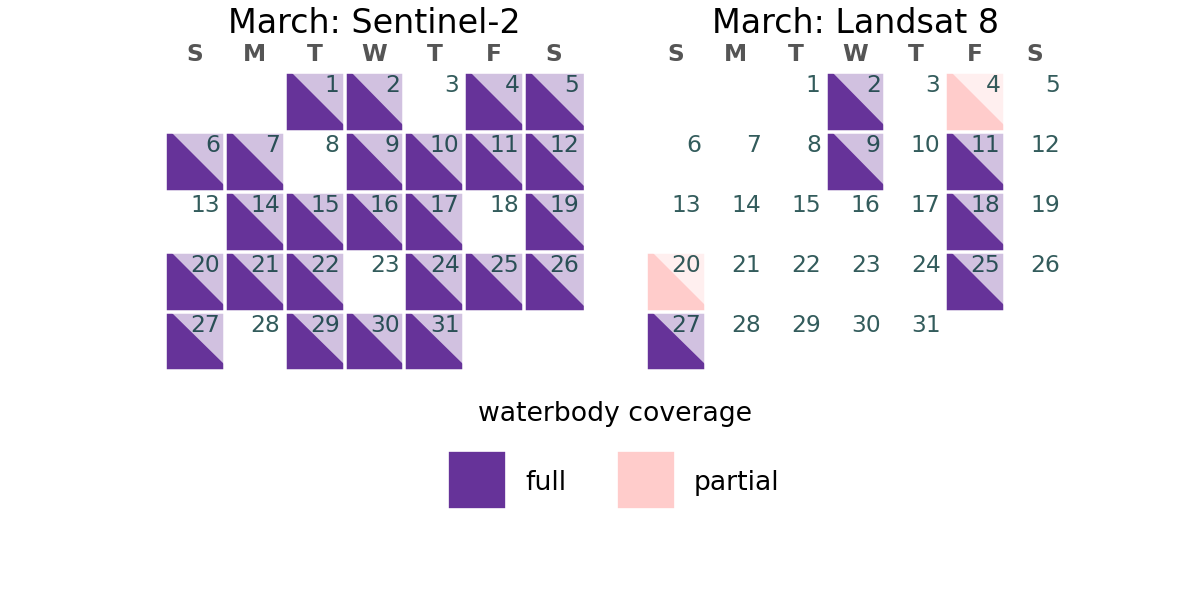 March: Sentinel-2
S M T W T F S
1 2 3 4 5
6 7 8 9 10 11 12
13 14 15 16 17 18 19
20 21 22 23 24 25 26
27 28 29 30 31
March: Landsat 8
S M T W T F S
1 2 3 4 5
6 7 8 9 10 11 12
13 14 15 16 17 18 19
20 21 22 23 24 25 26
27 28 29 30 31
waterbody coverage
full partial